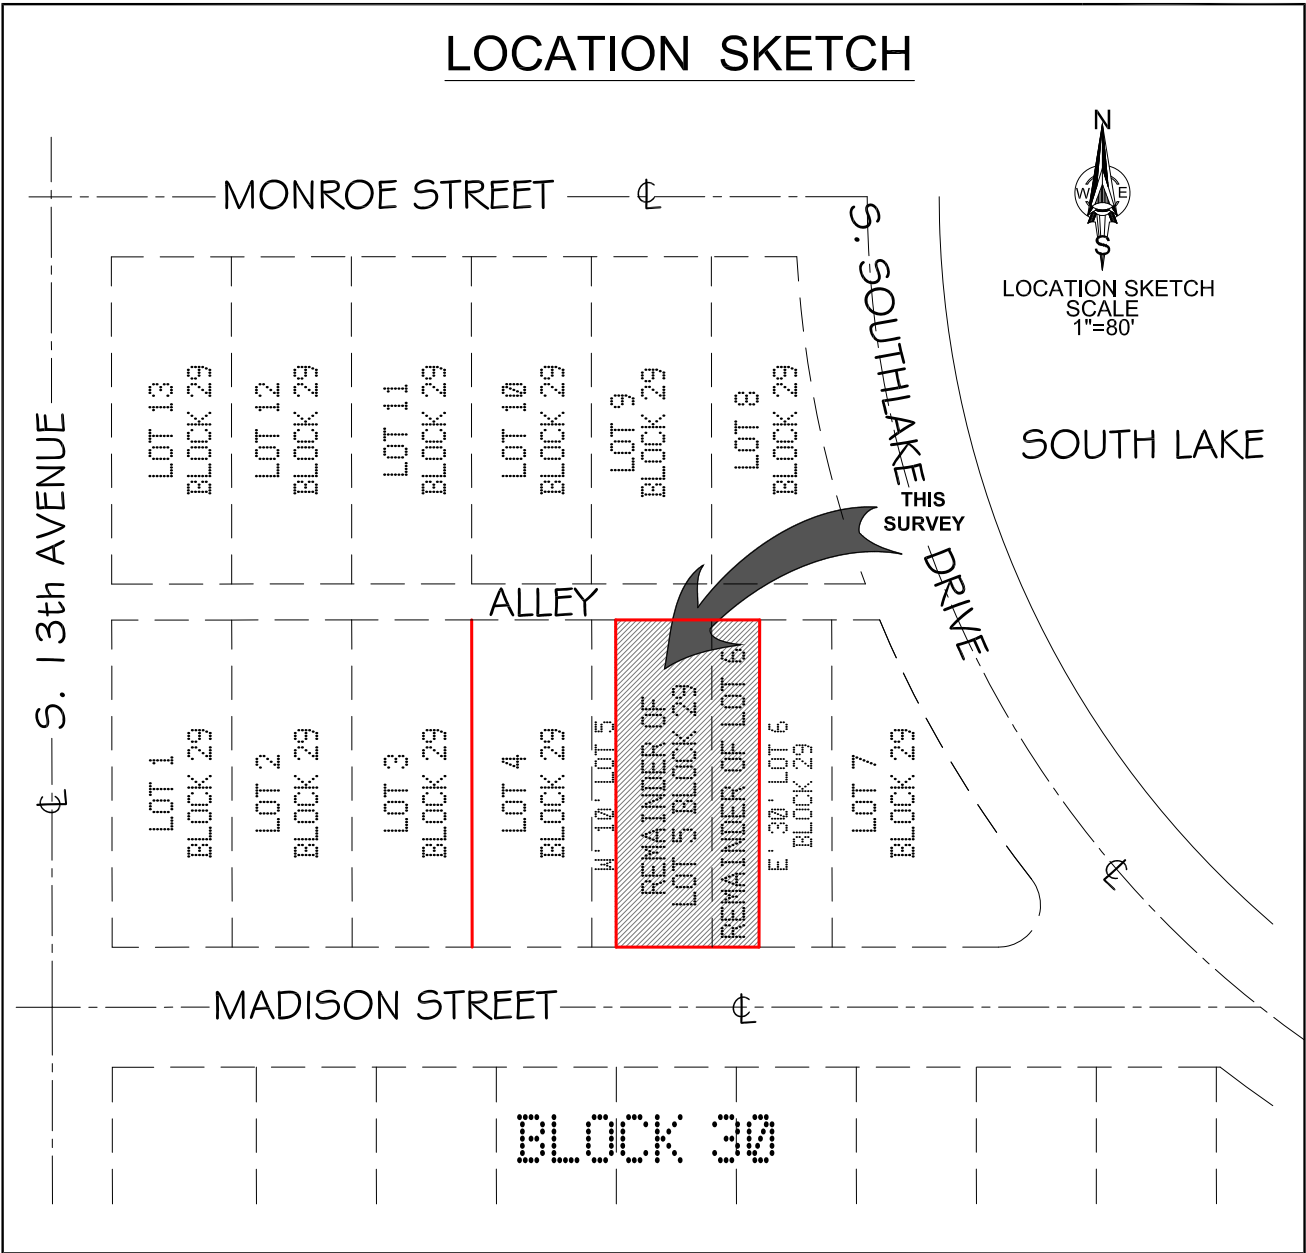 LOCATION SKETCH
N
W E
S
LOCATION SKETCH
SCALE
1"=80'
MONROE STREET
℄
S. SOUTHLAKE DRIVE
SOUTH LAKE
S. 13th AVENUE
℄
LOT 13
BLOCK 29
LOT 12
BLOCK 29
LOT 11
BLOCK 29
LOT 10
BLOCK 29
LOT 9
BLOCK 29
LOT 8
BLOCK 29
THIS
SURVEY
ALLEY
LOT 1
BLOCK 29
LOT 2
BLOCK 29
LOT 3
BLOCK 29
LOT 4
BLOCK 29
W' 10' LOT 5
REMAINDER OF
LOT 5 BLOCK 29
REMAINDER OF LOT 6
E' 30' LOT 6
BLOCK 29
LOT 7
BLOCK 29
℄
MADISON STREET
℄
BLOCK 30